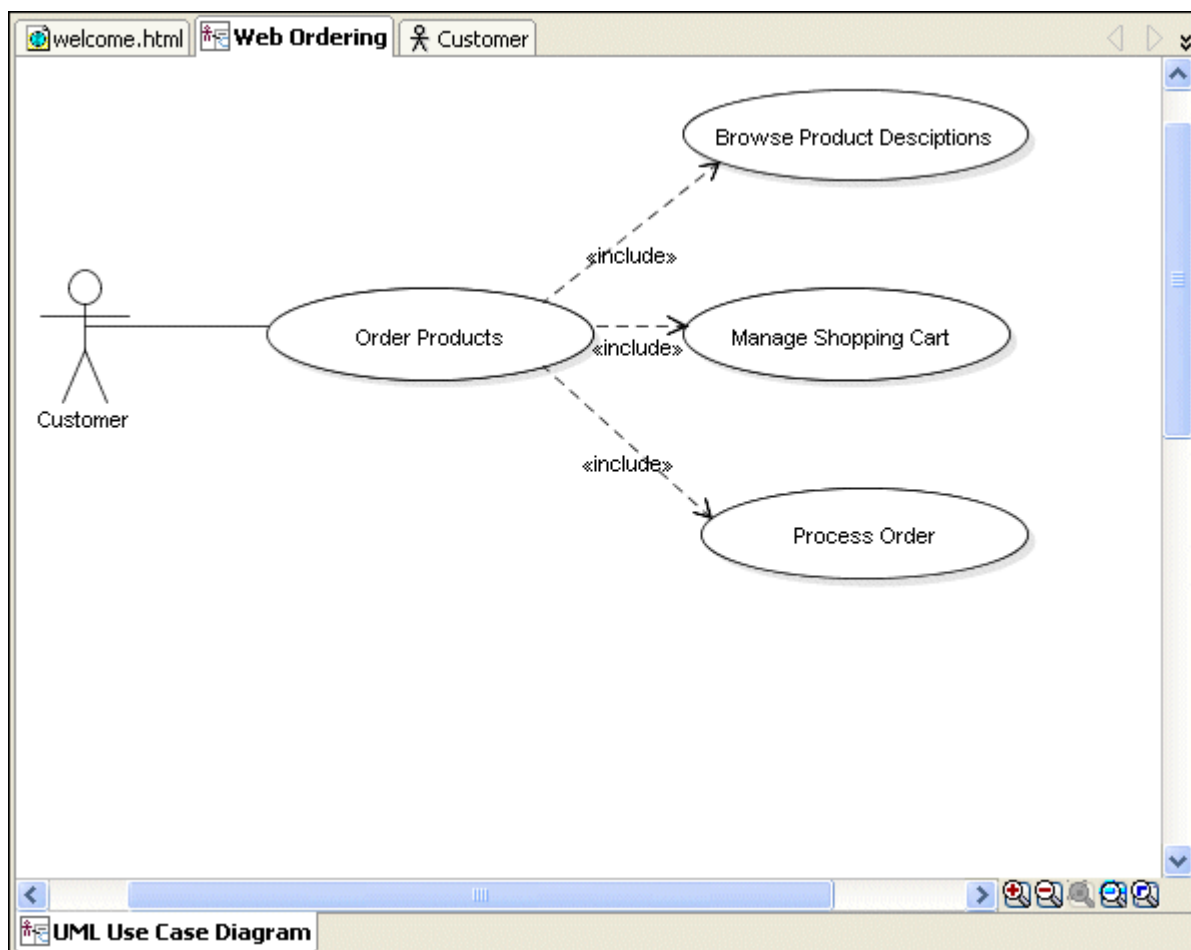 welcome.html
Web Ordering
Customer
Browse Product Desciptions
«include»
Order Products
«include»
Manage Shopping Cart
Customer
«include»
Process Order
UML Use Case Diagram